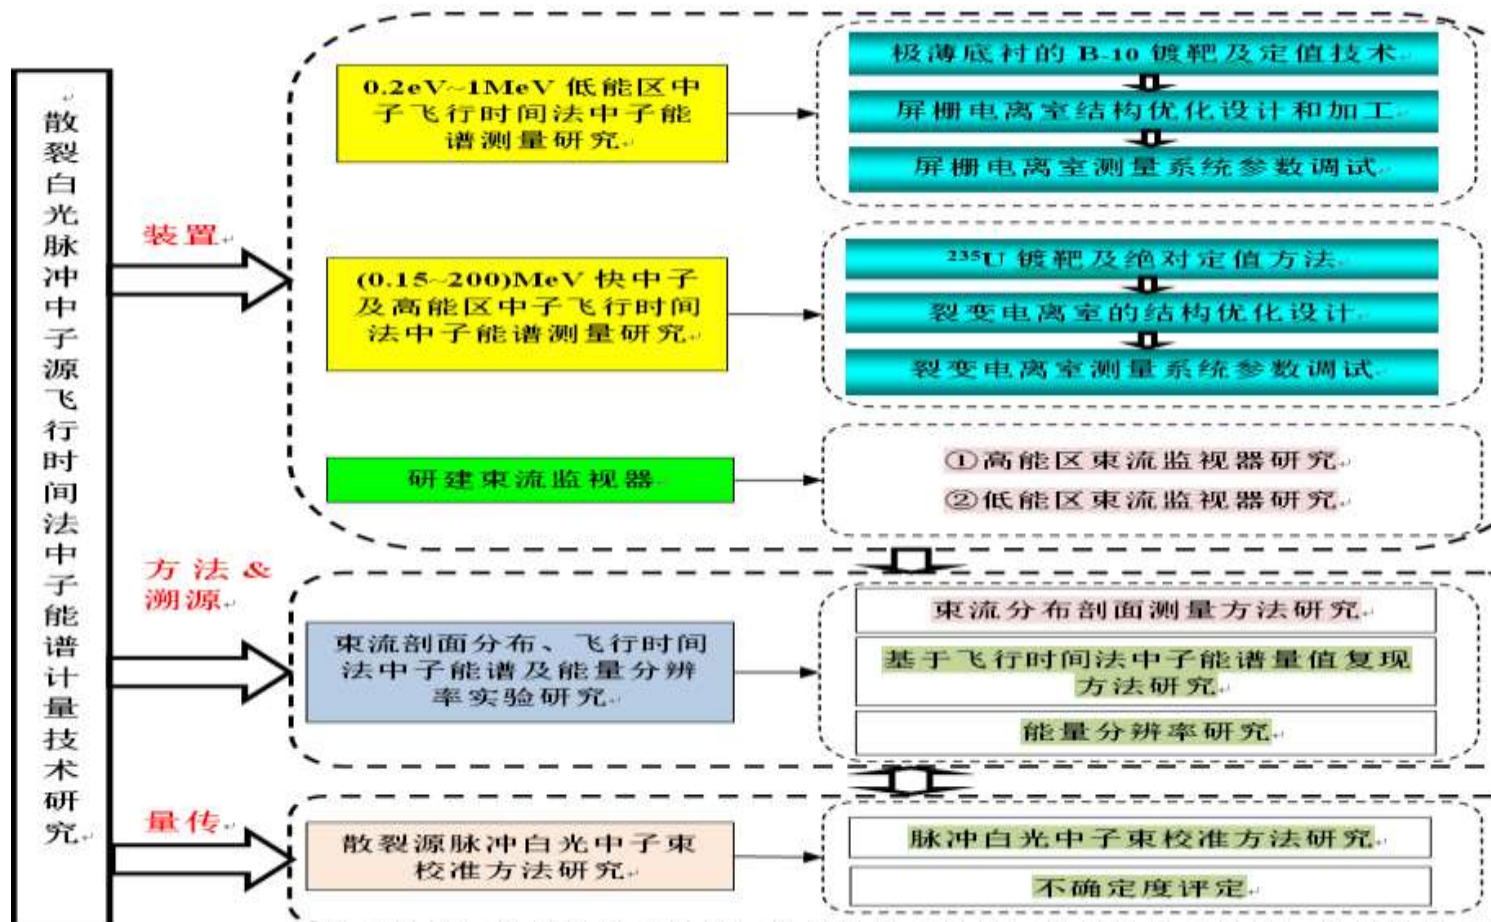 散裂白光脉冲中子源飞行时间法中子能谱计量技术研究
装置
0.2eV~1MeV 低能区中
子飞行时间法中子能
谱测量研究
极薄底衬的 B-10 镀靶及定值技术
屏栅电离室结构优化设计和加工
屏栅电离室测量系统参数调试
(0.15~200)MeV 快中子
及高能区中子飞行时间
法中子能谱测量研究
²³⁵U 镀靶及绝对定值方法
裂变电离室的结构优化设计
裂变电离室测量系统参数调试
研建束流监视器
①高能区束流监视器研究
②低能区束流监视器研究
方法 &
溯源
束流剖面分布、飞行时间
法中子能谱及能量分辨
率实验研究
束流分布剖面测量方法研究
基于飞行时间法中子能谱量值复现
方法研究
能量分辨率研究
量传
散裂源脉冲白光中子束
校准方法研究
脉冲白光中子束校准方法研究
不确定度评定